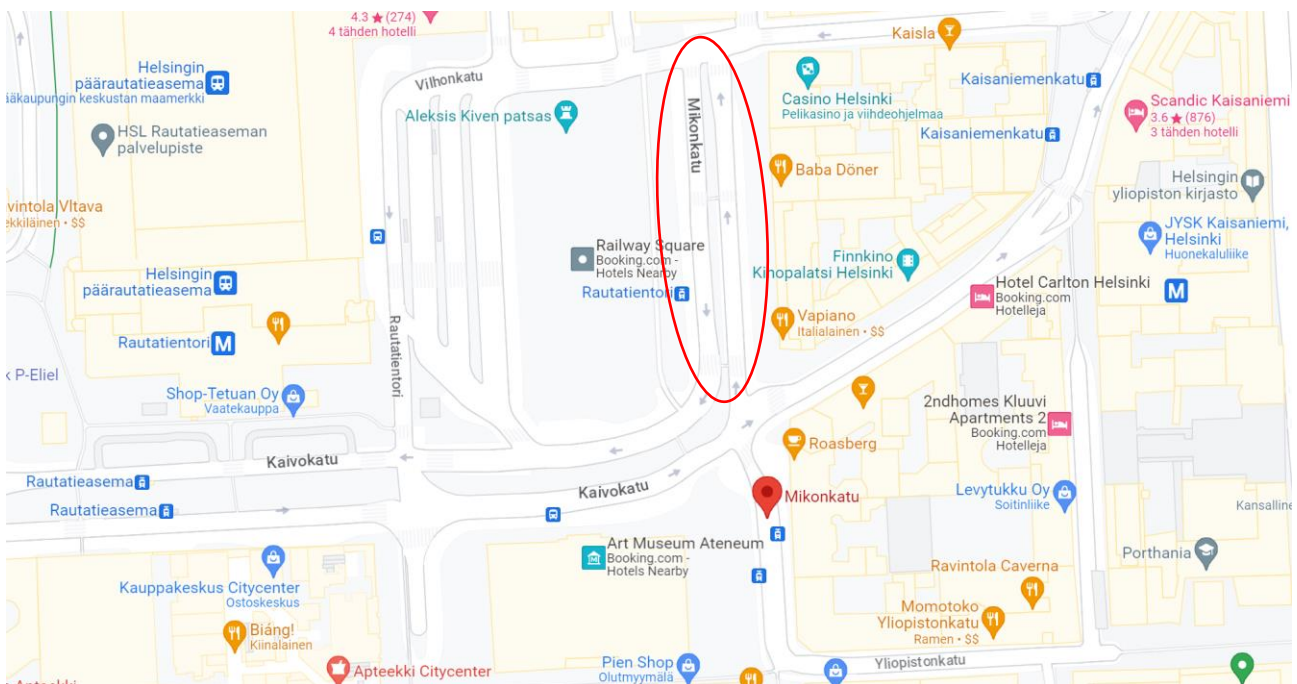 4.3 ★ (274)
4 tähden hotelli
Kaisla
Helsingin
päärautatieasema
kaupungin keskustan maamerkki
Vilhonkatu
Casino Helsinki
Pelikasino ja viihdeohjelmaa
Kaisaniemenkatu
Scandic Kaisaniemi
3.6 ★ (876)
3 tähden hotelli
HSL Rautatieaseman
palvelupiste
Aleksis Kiven patsas
Mikonkatu
Kaisaniemenkatu
Baba Döner
Helsingin
yliopiston kirjasto
vintola Vltava
ekkiläinen • $$
JYSK Kaisaniemi,
Helsinki
Huonekaluliike
Railway Square
Booking.com -
Hotels Nearby
Rautatientori
Finnkino
Kinopalatsi Helsinki
Helsingin
päärautatieasema
Hotel Carlton Helsinki
Booking.com
Hotelleja
M
Vapiano
Italialainen • $$
Rautatientori
Rautatientori M
k P-Eliel
Shop-Tetuan Oy
Vaatekauppa
2ndhomes Kluuvi
Apartments 2
Booking.com
Hotelleja
Roasberg
Kaivokatu
Rautatieasema
Kaivokatu
Mikonkatu
Levytukku Oy
Soitinliike
Rautatieasema
Kansalline
Art Museum Ateneum
Booking.com -
Hotels Nearby
Porthania
Ravintola Caverna
Kauppakeskus Citycenter
Ostoskeskus
Momotoko
Yliopistonkatu
Ramen • $$
Biáng!
Kiinalainen
Apteekki Citycenter
Pien Shop
Olutmyymälä
Yliopistonkatu